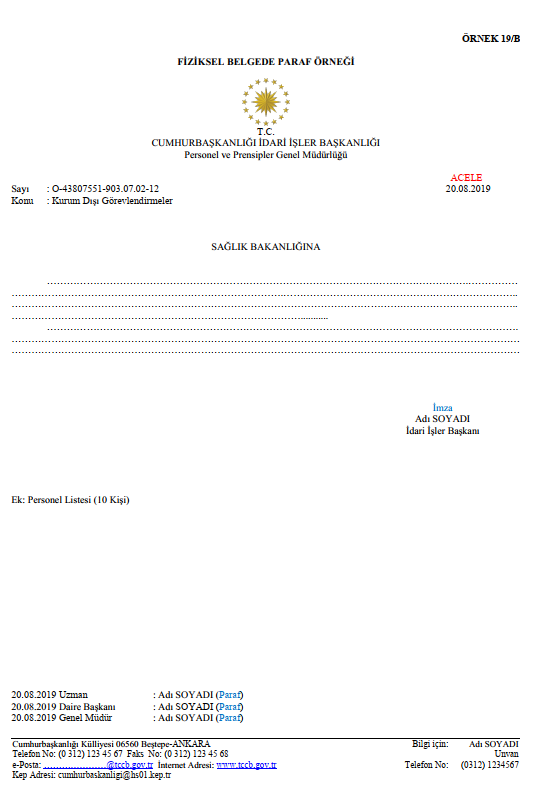 ÖRNEK 19/B
FİZİKSEL BELGEDE PARAF ÖRNEĞİ
T.C.
CUMHURBAŞKANLIĞI İDARİ İŞLER BAŞKANLIĞI
Personel ve Prensipler Genel Müdürlüğü
ACELE
Sayı : O-43807551-903.07.02-12 20.08.2019
Konu : Kurum Dışı Görevlendirmeler
SAĞLIK BAKANLIĞINA
İmza
Adı SOYADI
İdari İşler Başkanı
Ek: Personel Listesi (10 Kişi)
20.08.2019 Uzman : Adı SOYADI (Paraf)
20.08.2019 Daire Başkanı : Adı SOYADI (Paraf)
20.08.2019 Genel Müdür : Adı SOYADI (Paraf)
Cumhurbaşkanlığı Külliyesi 06560 Beştepe-ANKARA Bilgi için: Adı SOYADI
Telefon No: (0 312) 123 45 67 Faks No: (0 312) 123 45 68 Unvan
e-Posta: ........................@tccb.gov.tr İnternet Adresi: www.tccb.gov.tr Telefon No: (0312) 1234567
Kep Adresi: cumhurbaskanligi@hs01.kep.tr